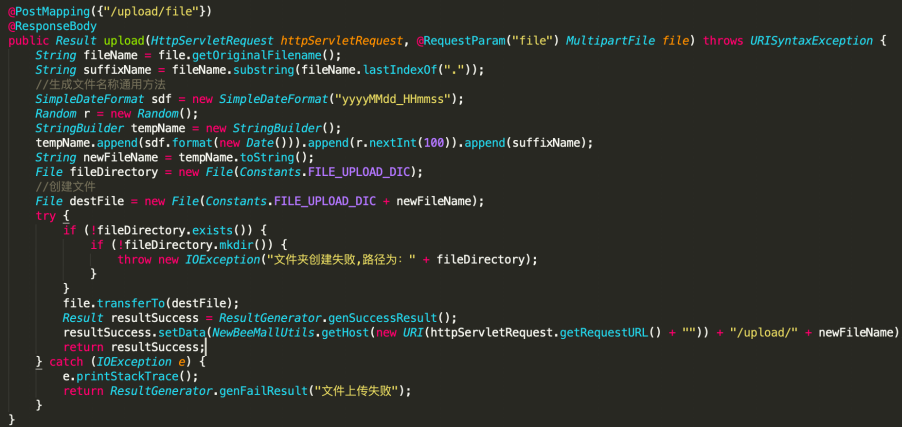 @PostMapping({"/upload/file"})
@ResponseBody
public Result upload(HttpServletRequest httpServletRequest, @RequestParam("file") MultipartFile file) throws URISyntaxException {
    String fileName = file.getOriginalFilename();
    String suffixName = fileName.substring(fileName.lastIndexOf("."));
    //生成文件名称通用方法
    SimpleDateFormat sdf = new SimpleDateFormat("yyyyMMdd_HHmmss");
    Random r = new Random();
    StringBuilder tempName = new StringBuilder();
    tempName.append(sdf.format(new Date())).append(r.nextInt(100)).append(suffixName);
    String newFileName = tempName.toString();
    File fileDirectory = new File(Constants.FILE_UPLOAD_DIC);
    //创建文件
    File destFile = new File(Constants.FILE_UPLOAD_DIC + newFileName);
    try {
        if (!fileDirectory.exists()) {
            if (!fileDirectory.mkdir()) {
                throw new IOException("文件夹创建失败,路径为：" + fileDirectory);
            }
        }
        file.transferTo(destFile);
        Result resultSuccess = ResultGenerator.genSuccessResult();
        resultSuccess.setData(NewBeeMallUtils.getHost(new URI(httpServletRequest.getRequestURL() + "")) + "/upload/" + newFileName)
        return resultSuccess;
    } catch (IOException e) {
        e.printStackTrace();
        return ResultGenerator.genFailResult("文件上传失败");
    }
}